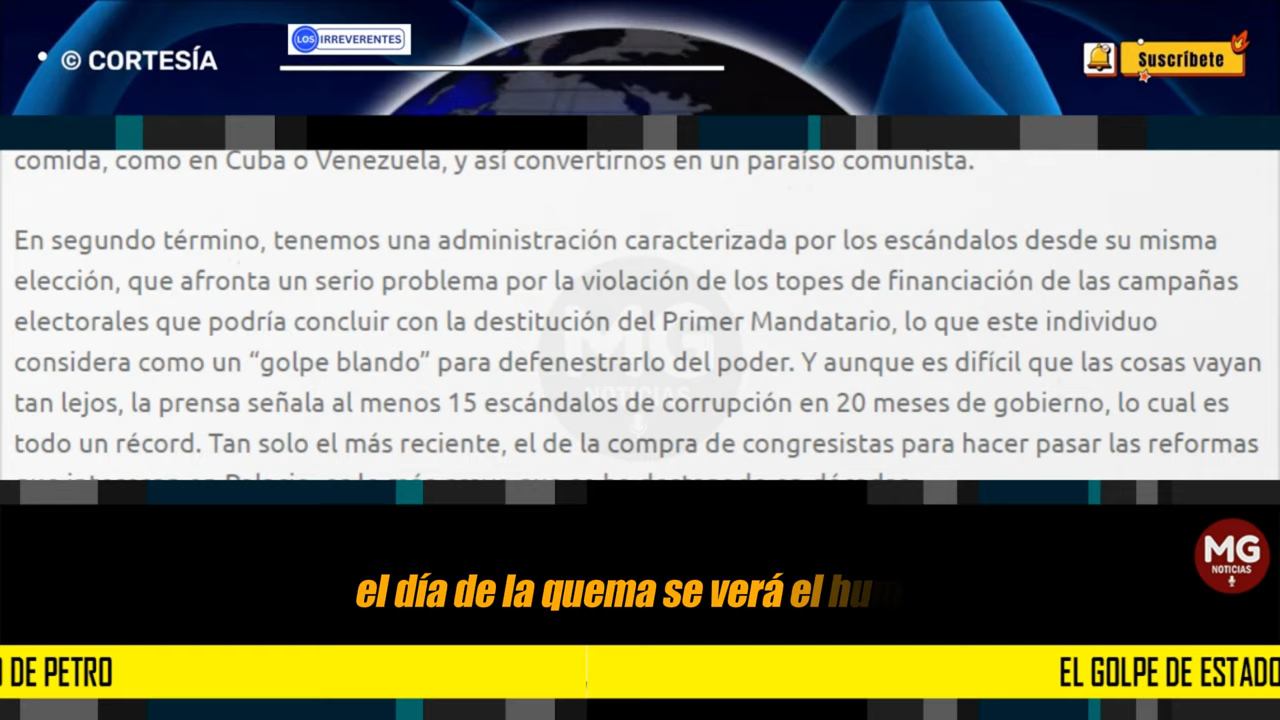 © CORTESÍA
LOS IRREVERENTES
Suscríbete
comida, como en Cuba o Venezuela, y así convertirnos en un paraíso comunista.
En segundo término, tenemos una administración caracterizada por los escándalos desde su misma
elección, que afronta un serio problema por la violación de los topes de financiación de las campañas
electorales que podría concluir con la destitución del Primer Mandatario, lo que este individuo
considera como un “golpe blando” para defenestrarlo del poder. Y aunque es difícil que las cosas vayan
tan lejos, la prensa señala al menos 15 escándalos de corrupción en 20 meses de gobierno, lo cual es
todo un récord. Tan solo el más reciente, el de la compra de congresistas para hacer pasar las reformas
MG
NOTICIAS
el día de la quema se verá el hu
MG
NOTICIAS
DE PETRO
EL GOLPE DE ESTADO